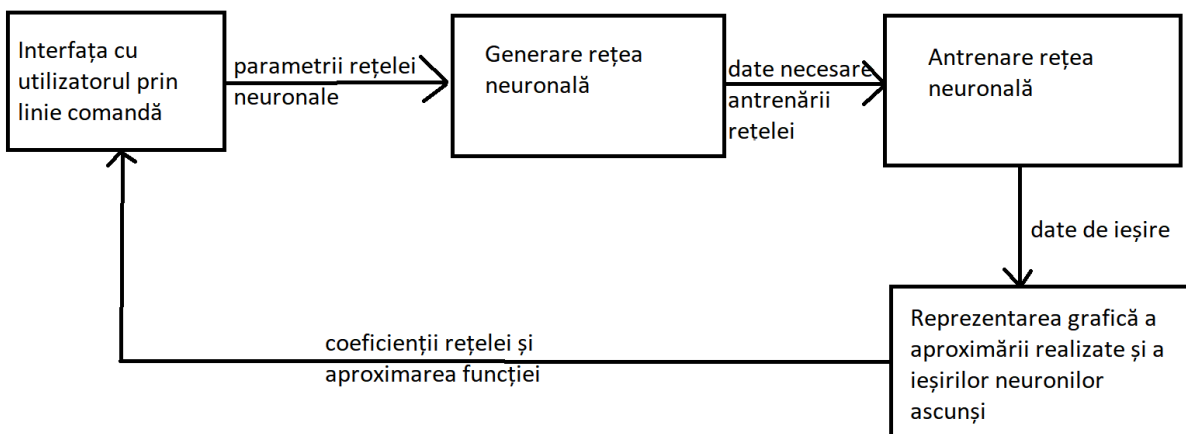 Interfața cu
utilizatorul prin
linie comandă
parametrii rețelei
neuronale
Generare rețea
neuronală
date necesare
antrenării
rețelei
Antrenare rețea
neuronală
date de ieșire
Reprezentarea grafică a
aproximării realizate și a
ieșirilor neuronilor
ascunși
coeficienții rețelei și
aproximarea funcției